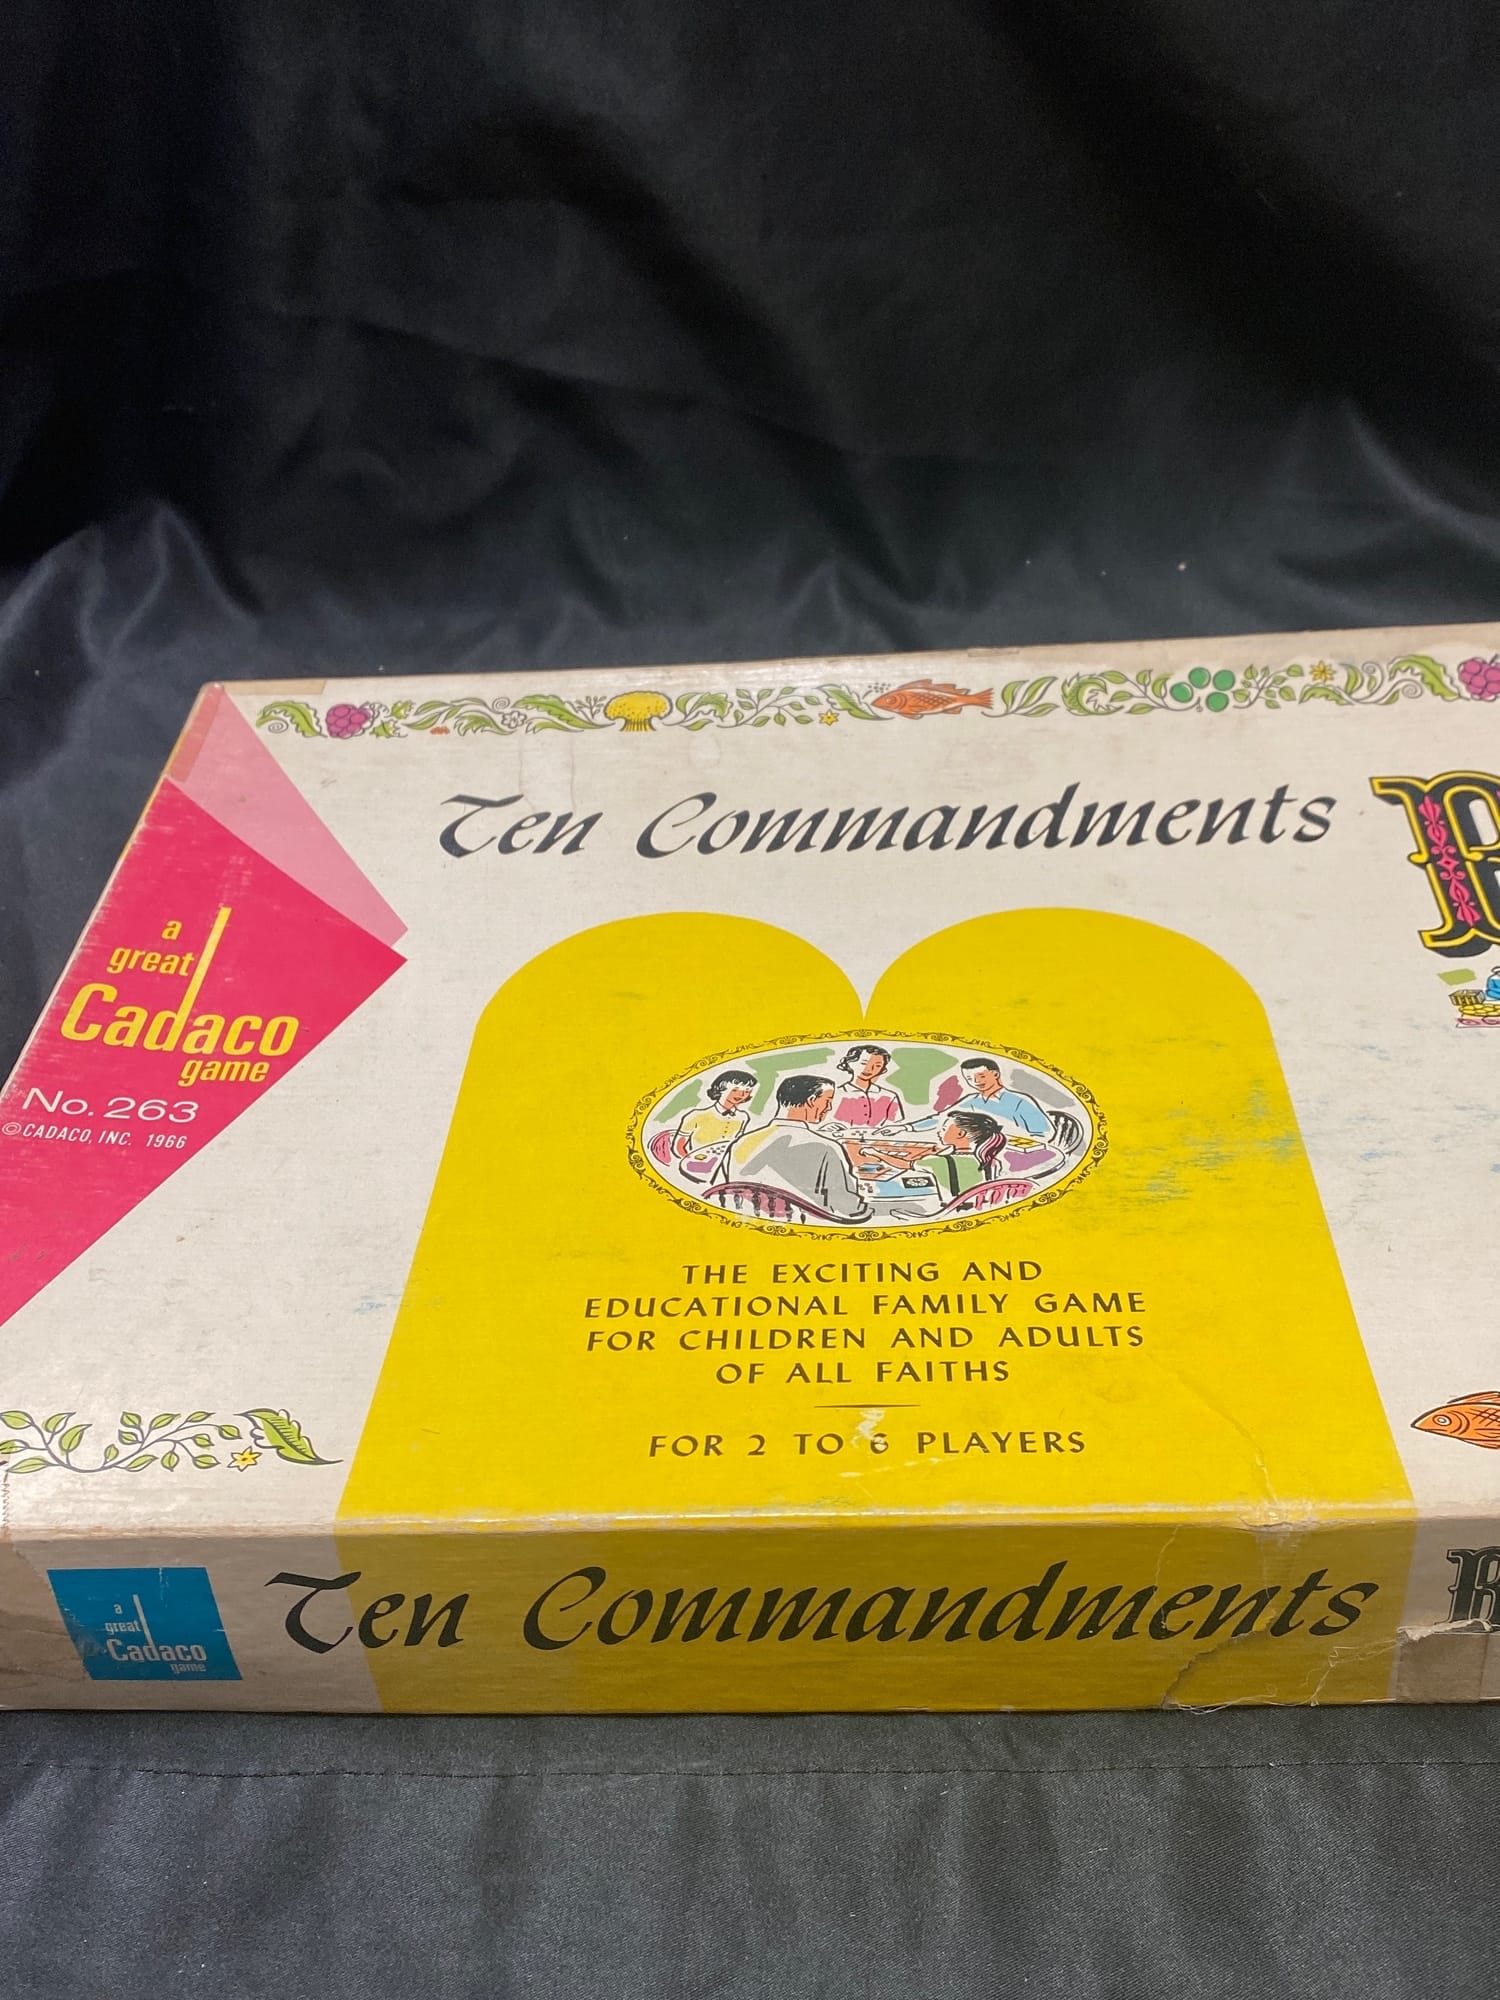 Ten Commandments B
a
great
Cadaco
game
No. 263
©CADACO, INC. 1966
THE EXCITING AND
EDUCATIONAL FAMILY GAME
FOR CHILDREN AND ADULTS
OF ALL FAITHS
FOR 2 TO 6 PLAYERS
a
great
Cadaco
game
Ten Commandments B